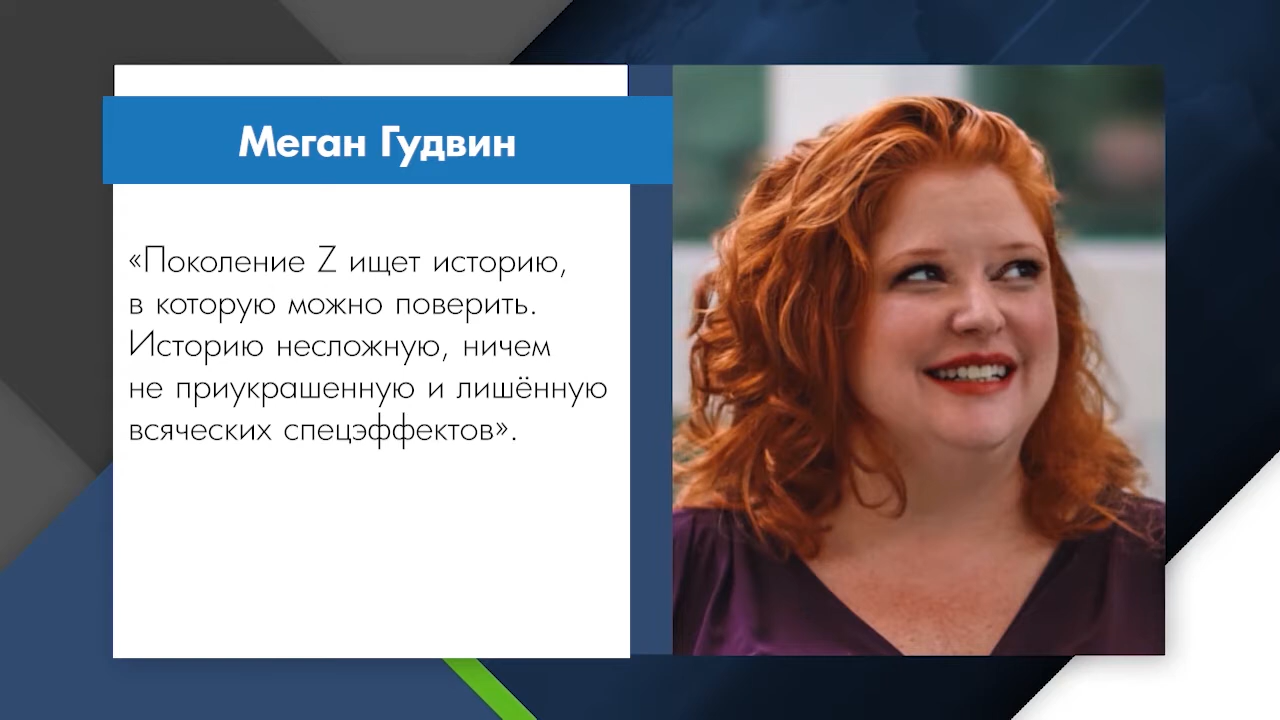 Меган Гудвин
«Поколение Z ищет историю,
в которую можно поверить.
Историю несложную, ничем
не приукрашенную и лишённую
всяческих спецэффектов».